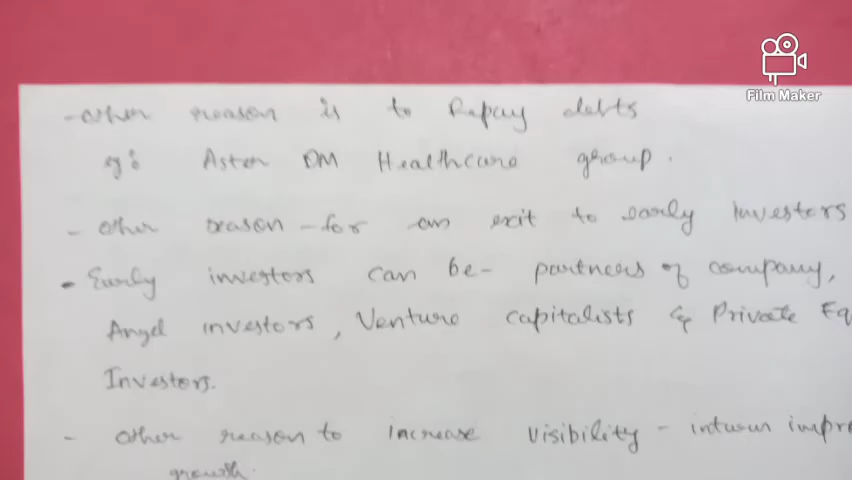 Film Maker
- other reason is to Repay debts
eg: Aster DM Healthcare group.
- other reason - for an exit to early Investors
• Early investors can be - partners of company,
Angel investors, Venture capitalists & Private Eq
Investors.
- other reason to increase visibility - inturn impro
growth.